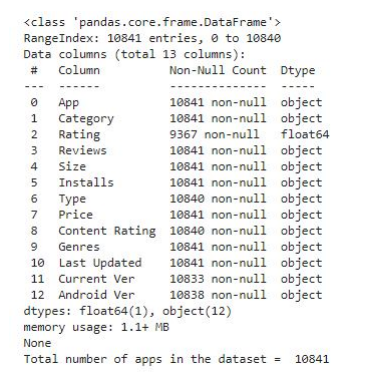 <class 'pandas.core.frame.DataFrame'>
RangeIndex: 10841 entries, 0 to 10840
Data columns (total 13 columns):
 #   Column          Non-Null Count  Dtype
---  ------          --------------  -----
 0   App             10841 non-null  object
 1   Category        10841 non-null  object
 2   Rating          9367 non-null   float64
 3   Reviews         10841 non-null  object
 4   Size            10841 non-null  object
 5   Installs        10841 non-null  object
 6   Type            10840 non-null  object
 7   Price           10841 non-null  object
 8   Content Rating  10840 non-null  object
 9   Genres          10841 non-null  object
 10  Last Updated    10841 non-null  object
 11  Current Ver     10833 non-null  object
 12  Android Ver     10838 non-null  object
dtypes: float64(1), object(12)
memory usage: 1.1+ MB
None
Total number of apps in the dataset =  10841